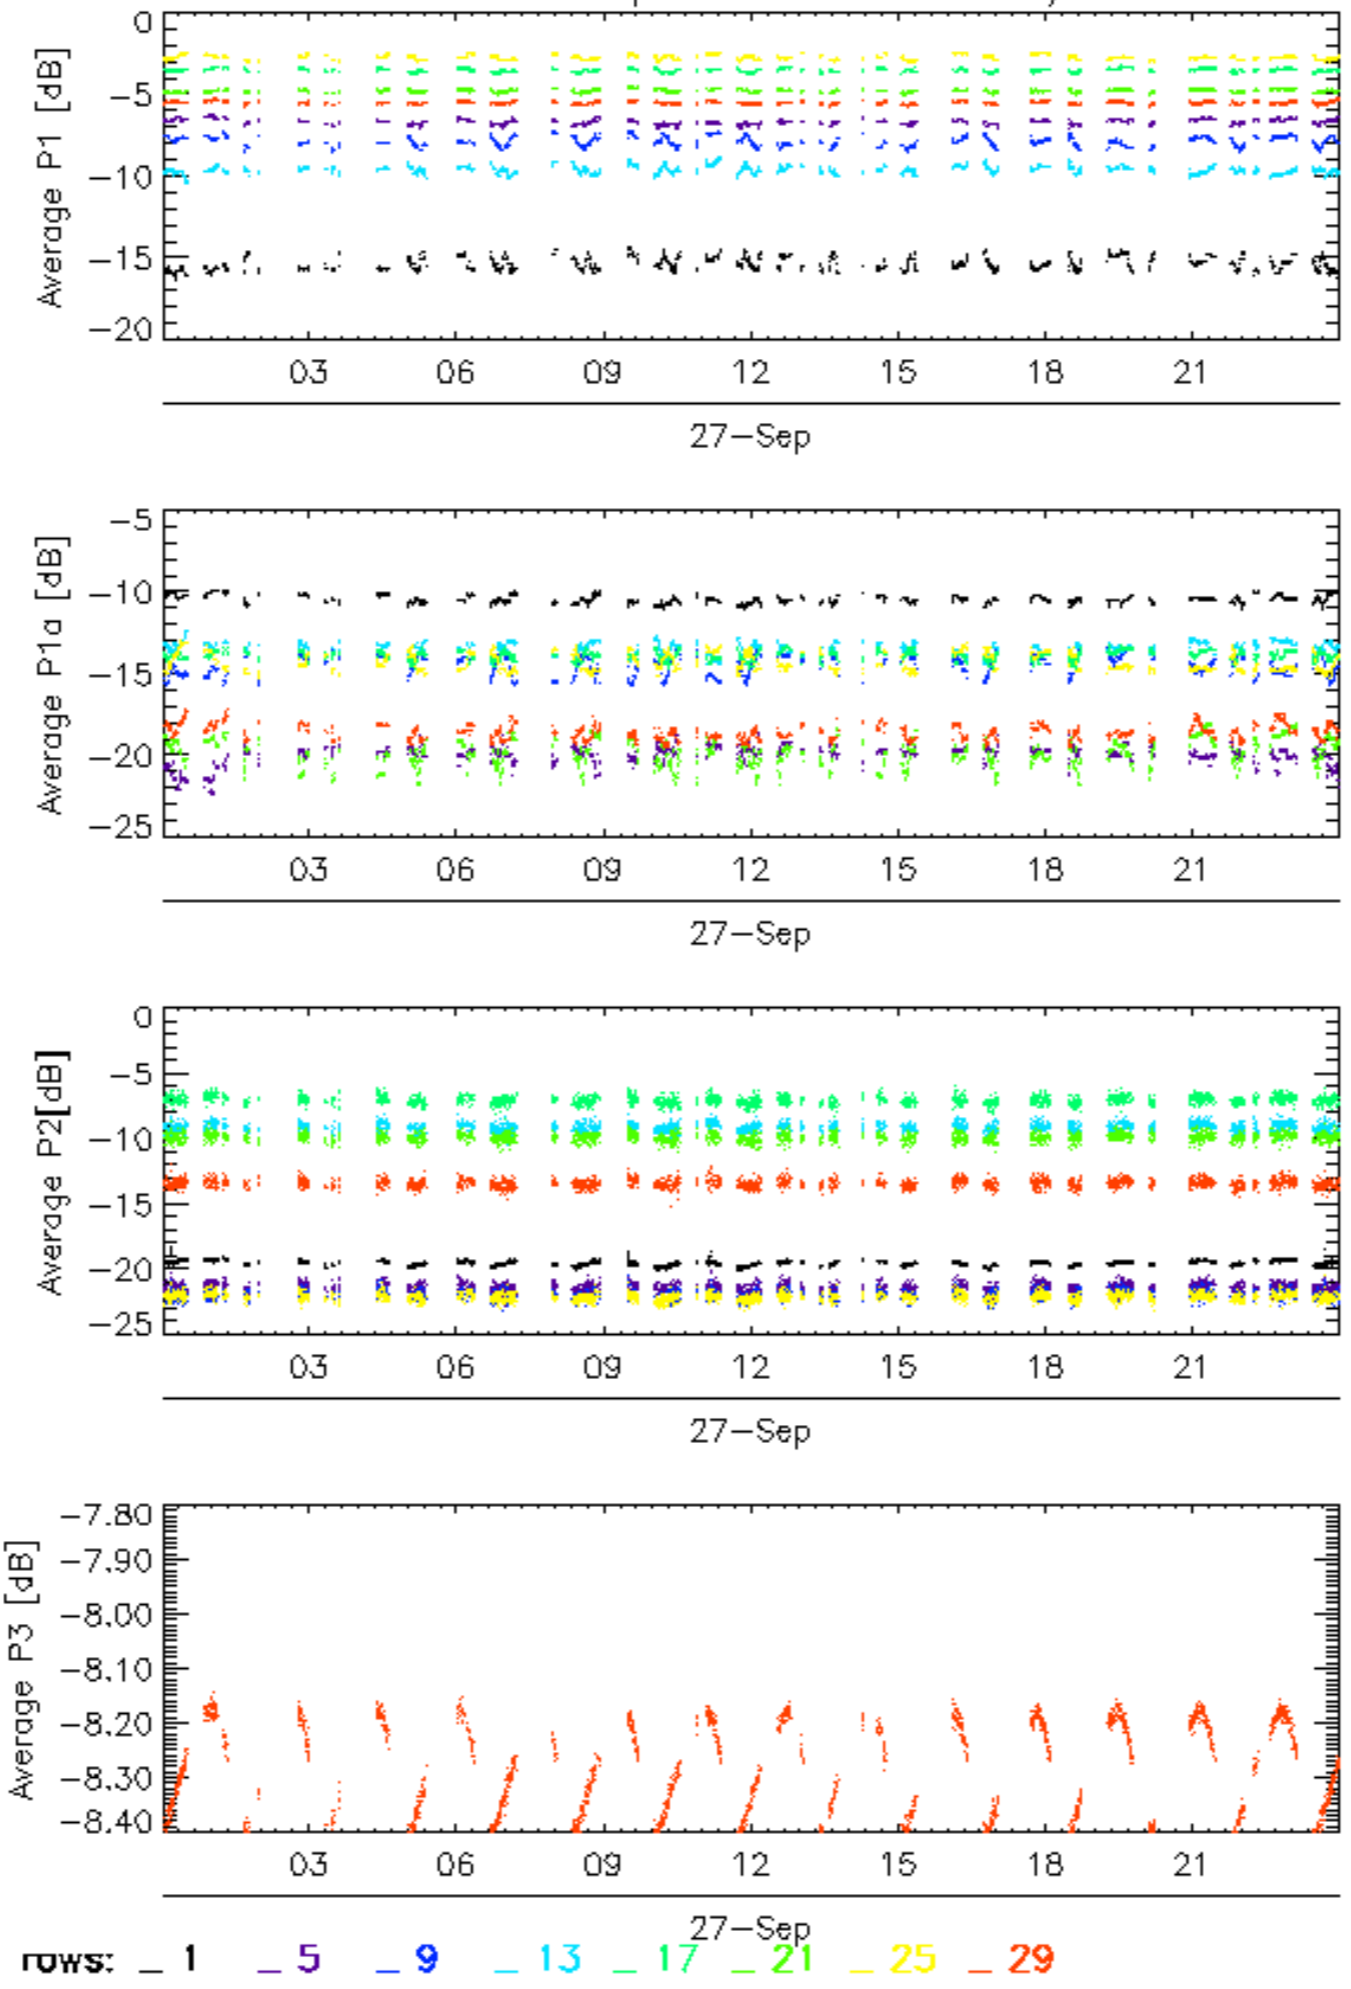 0
−5
−10
−15
−20
Average P1 [dB]
03 06 09 12 15 18 21
27−Sep
−5
−10
−15
−20
−25
Average P1a [dB]
03 06 09 12 15 18 21
27−Sep
0
−5
−10
−15
−20
−25
Average P2[dB]
03 06 09 12 15 18 21
27−Sep
−7.80
−7.90
−8.00
−8.10
−8.20
−8.30
−8.40
Average P3 [dB]
03 06 09 12 15 18 21
27−Sep
rows: _ 1 _ 5 _ 9 _ 13 _ 17 _ 21 _ 25 _ 29